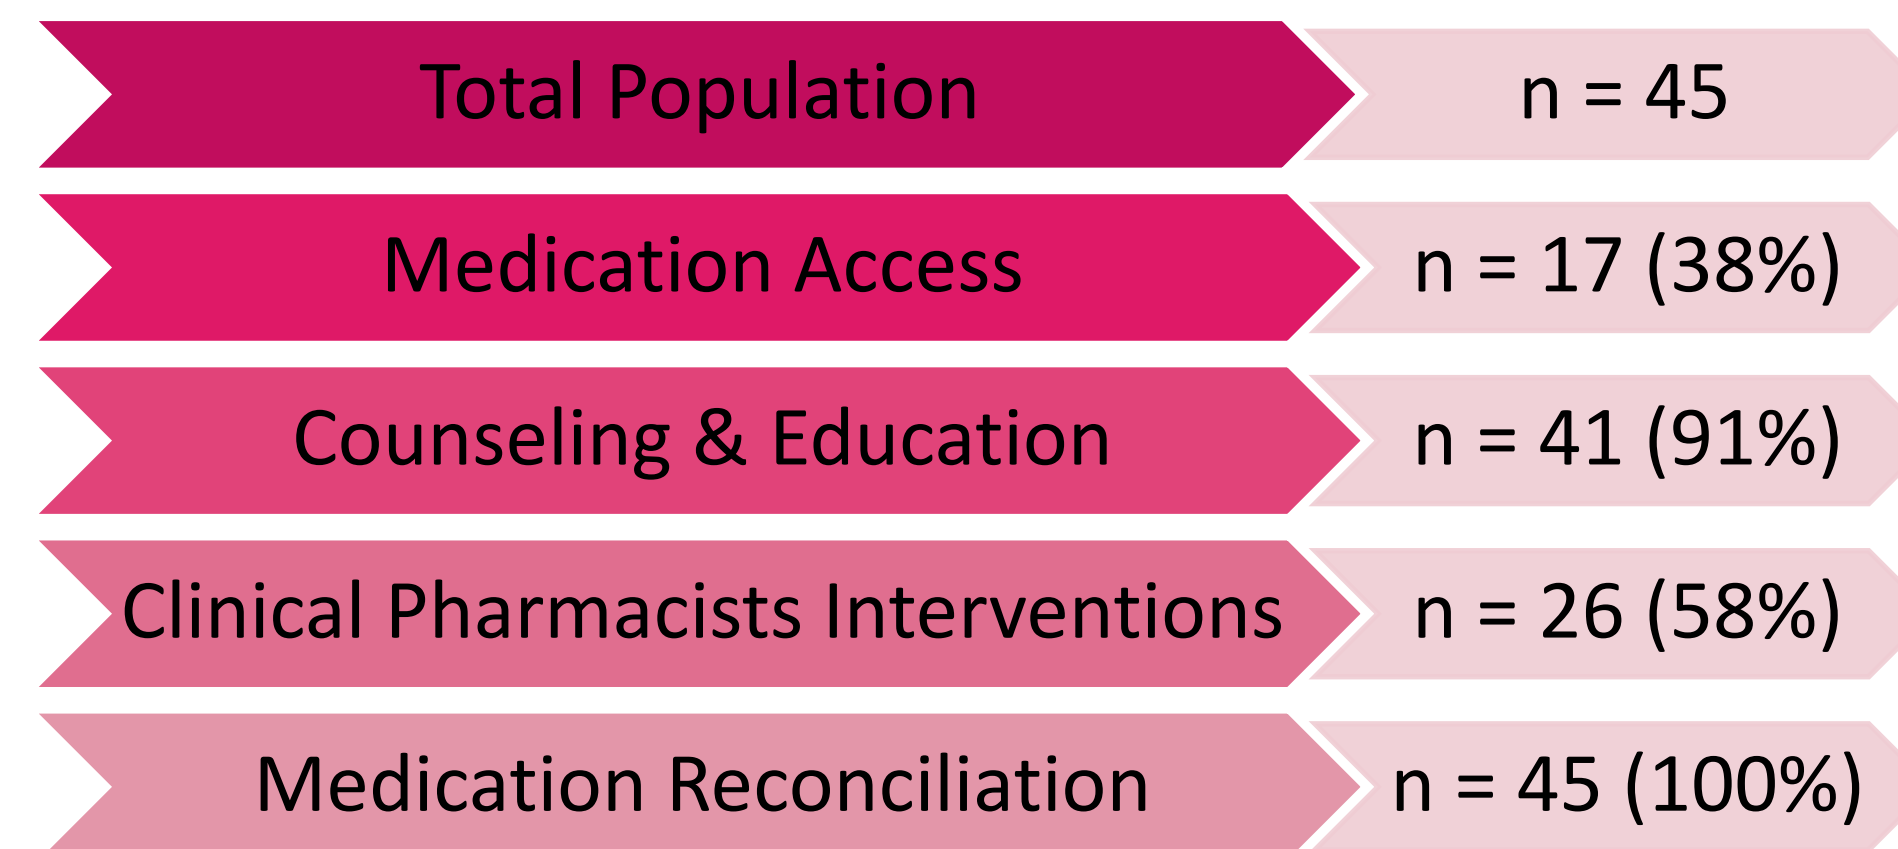 Total Population n = 45
Medication Access n = 17 (38%)
Counseling & Education n = 41 (91%)
Clinical Pharmacists Interventions n = 26 (58%)
Medication Reconciliation n = 45 (100%)